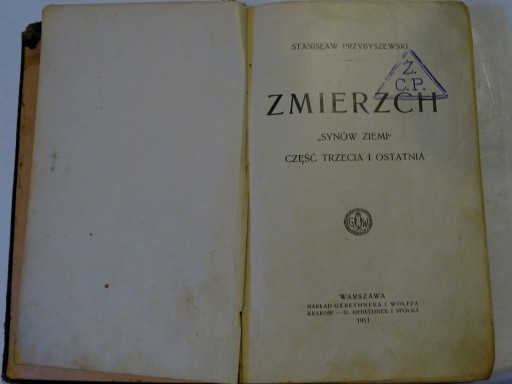 STANISŁAW PRZYBYSZEWSKI
Z.
C.P.
ZMIERZCH
„SYNÓW ZIEMI"
CZĘŚĆ TRZECIA I OSTATNIA
G W
WARSZAWA
NAKŁAD GEBETHNERA I WOLFFA
KRAKÓW — G. GEBETHNER I SPÓŁKA
1911